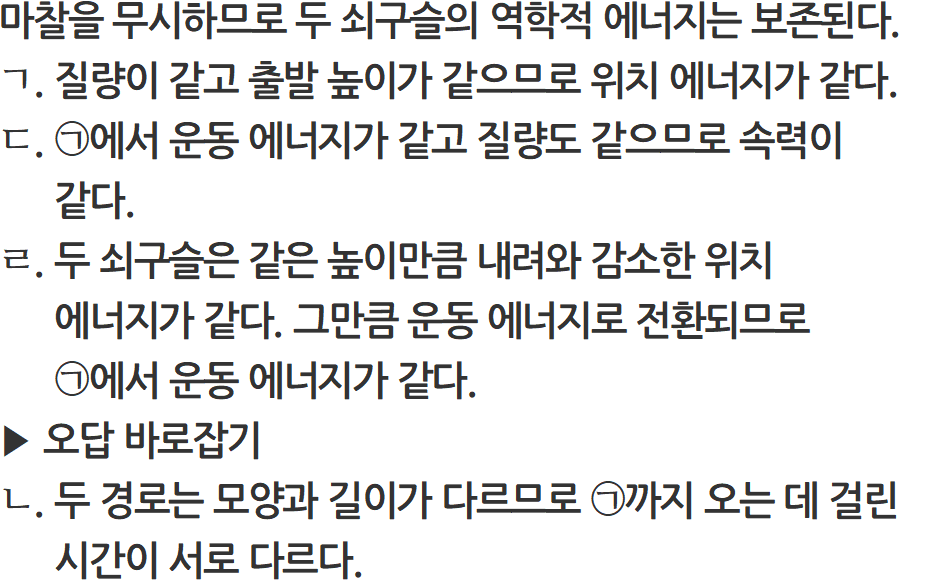 마찰을 무시하므로 두 쇠구슬의 역학적 에너지는 보존된다.
ㄱ. 질량이 같고 출발 높이가 같으므로 위치 에너지가 같다.
ㄷ. ㉠에서 운동 에너지가 같고 질량도 같으므로 속력이
같다.
ㄹ. 두 쇠구슬은 같은 높이만큼 내려와 감소한 위치
에너지가 같다. 그만큼 운동 에너지로 전환되므로
㉠에서 운동 에너지가 같다.
▶ 오답 바로잡기
ㄴ. 두 경로는 모양과 길이가 다르므로 ㉠까지 오는 데 걸린
시간이 서로 다르다.